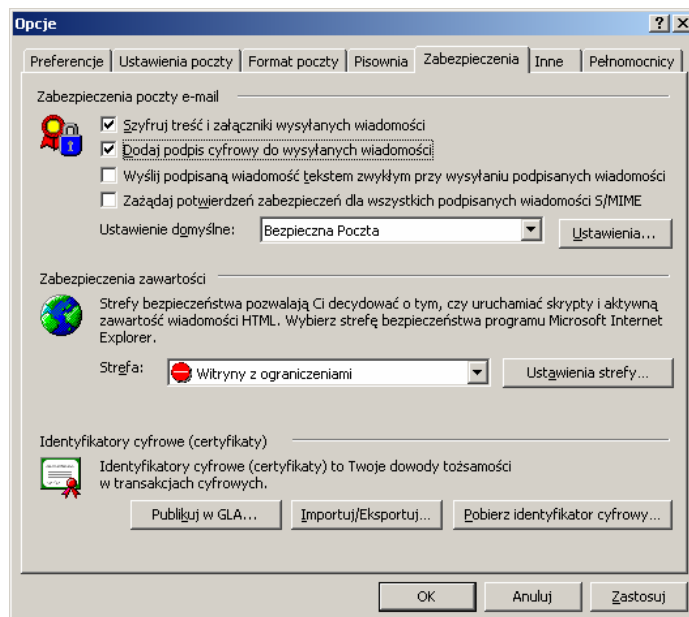 Opcje
Preferencje Ustawienia poczty Format poczty Pisownia Zabezpieczenia Inne Pełnomocnicy
Zabezpieczenia poczty e-mail
Szyfruj treść i załączniki wysyłanych wiadomości
Dodaj podpis cyfrowy do wysyłanych wiadomości
Wyślij podpisaną wiadomość tekstem zwykłym przy wysyłaniu podpisanych wiadomości
Zażądaj potwierdzeń zabezpieczeń dla wszystkich podpisanych wiadomości S/MIME
Ustawienie domyślne: Bezpieczna Poczta Ustawienia...
Zabezpieczenia zawartości
Strefy bezpieczeństwa pozwalają Ci decydować o tym, czy uruchamiać skrypty i aktywną
zawartość wiadomości HTML. Wybierz strefę bezpieczeństwa programu Microsoft Internet
Explorer.
Strefa: Witryny z ograniczeniami Ustawienia strefy...
Identyfikatory cyfrowe (certyfikaty)
Identyfikatory cyfrowe (certyfikaty) to Twoje dowody tożsamości
w transakcjach cyfrowych.
Publikuj w GLA... Importuj/Eksportuj... Pobierz identyfikator cyfrowy...
OK Anuluj Zastosuj